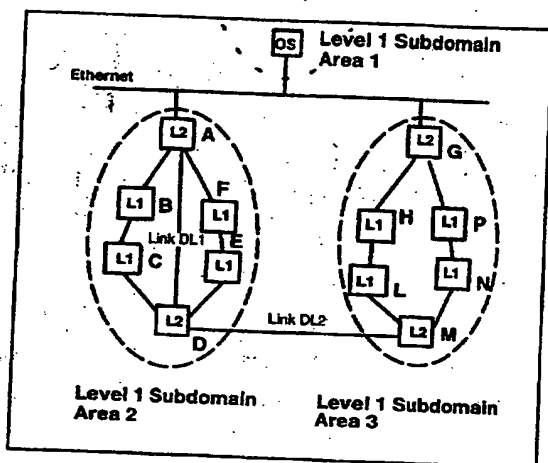 OS
Level 1 Subdomain
Area 1
Ethernet
L2 A
L2 G
F
L1 B
L1
L1 H
L1 P
Link DL1
E
L1 C
L1
L1 L
L1 N
L2 D
Link DL2
L2 M
Level 1 Subdomain
Area 2
Level 1 Subdomain
Area 3